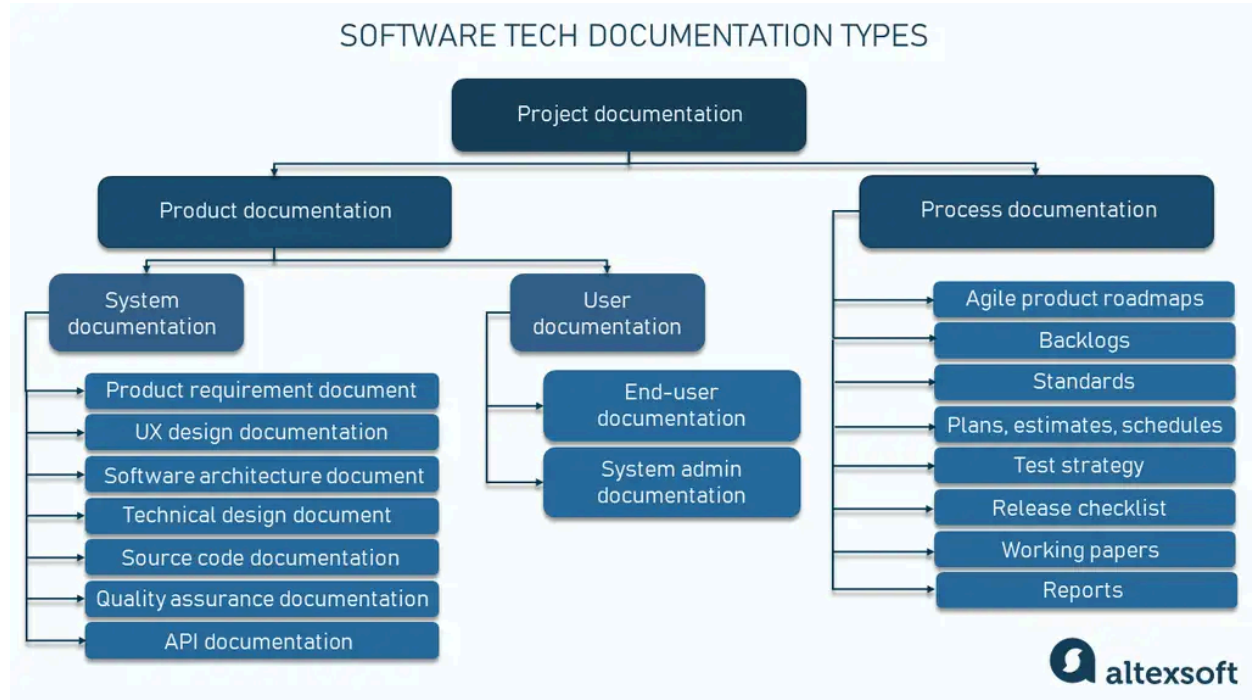 SOFTWARE TECH DOCUMENTATION TYPES
Project documentation
Product documentation
System
documentation
Product requirement document
UX design documentation
Software architecture document
Technical design document
Source code documentation
Quality assurance documentation
API documentation
User
documentation
End-user
documentation
System admin
documentation
Process documentation
Agile product roadmaps
Backlogs
Standards
Plans, estimates, schedules
Test strategy
Release checklist
Working papers
Reports
altexsoft